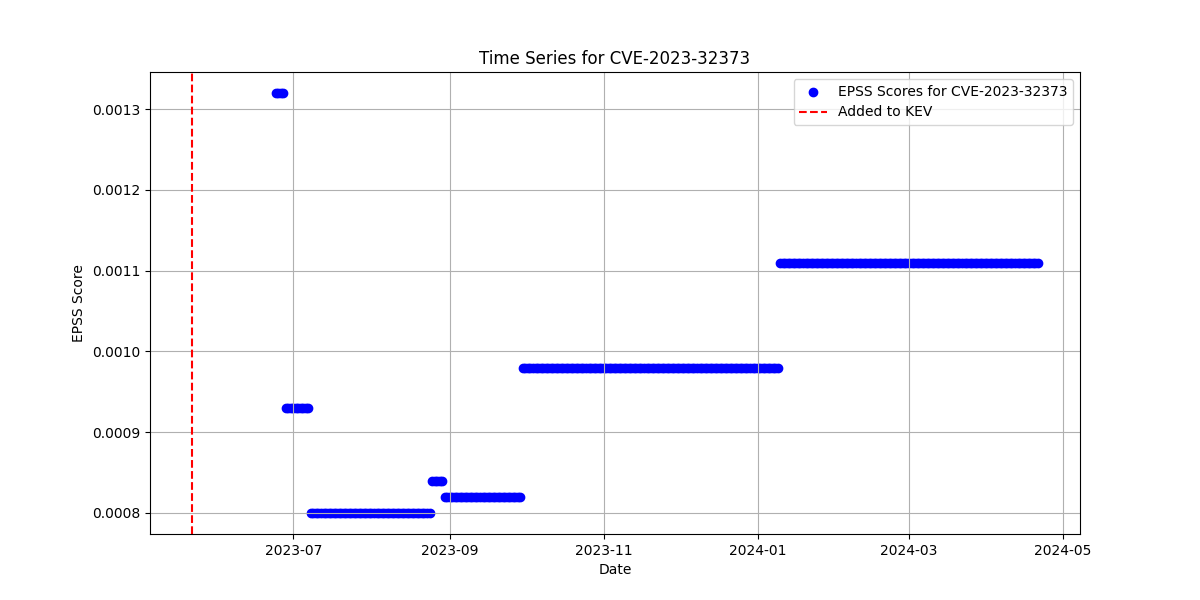 Time Series for CVE-2023-32373
EPSS Scores for CVE-2023-32373
Added to KEV
0.0013
0.0012
0.0011
0.0010
0.0009
0.0008
EPSS Score
2023-07
2023-09
2023-11
2024-01
2024-03
2024-05
Date